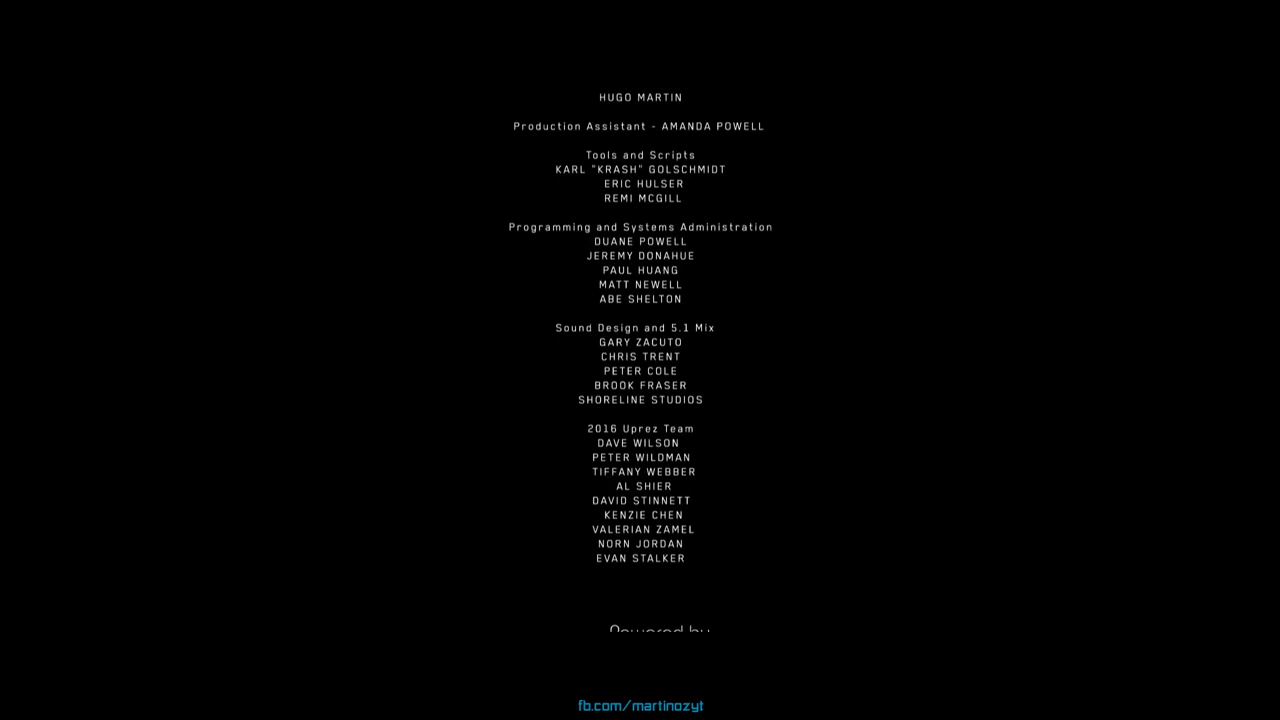 HUGO MARTIN
Production Assistant - AMANDA POWELL
Tools and Scripts
KARL "KRASH" GOLSCHMIDT
ERIC HULSER
REMI MCGILL
Programming and Systems Administration
DUANE POWELL
JEREMY DONAHUE
PAUL HUANG
MATT NEWELL
ABE SHELTON
Sound Design and 5.1 Mix
GARY ZACUTO
CHRIS TRENT
PETER COLE
BROOK FRASER
SHORELINE STUDIOS
2016 Uprez Team
DAVE WILSON
PETER WILDMAN
TIFFANY WEBBER
AL SHIER
DAVID STINNETT
KENZIE CHEN
VALERIAN ZAMEL
NORN JORDAN
EVAN STALKER
Powered by
fb.com/martinozyt